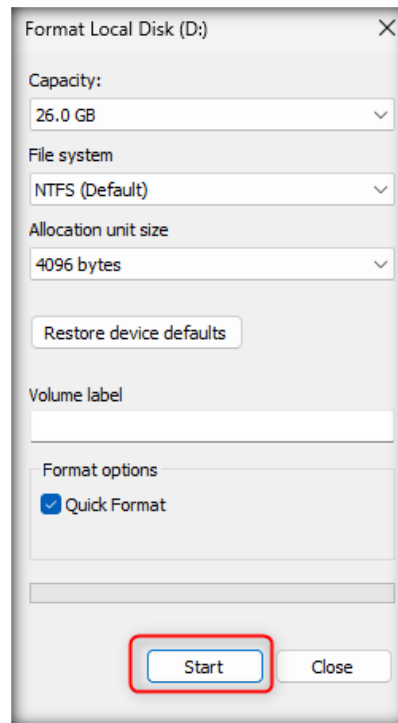 Format Local Disk (D:)
Capacity:
26.0 GB
File system
NTFS (Default)
Allocation unit size
4096 bytes
Restore device defaults
Volume label
Format options
Quick Format
Start Close